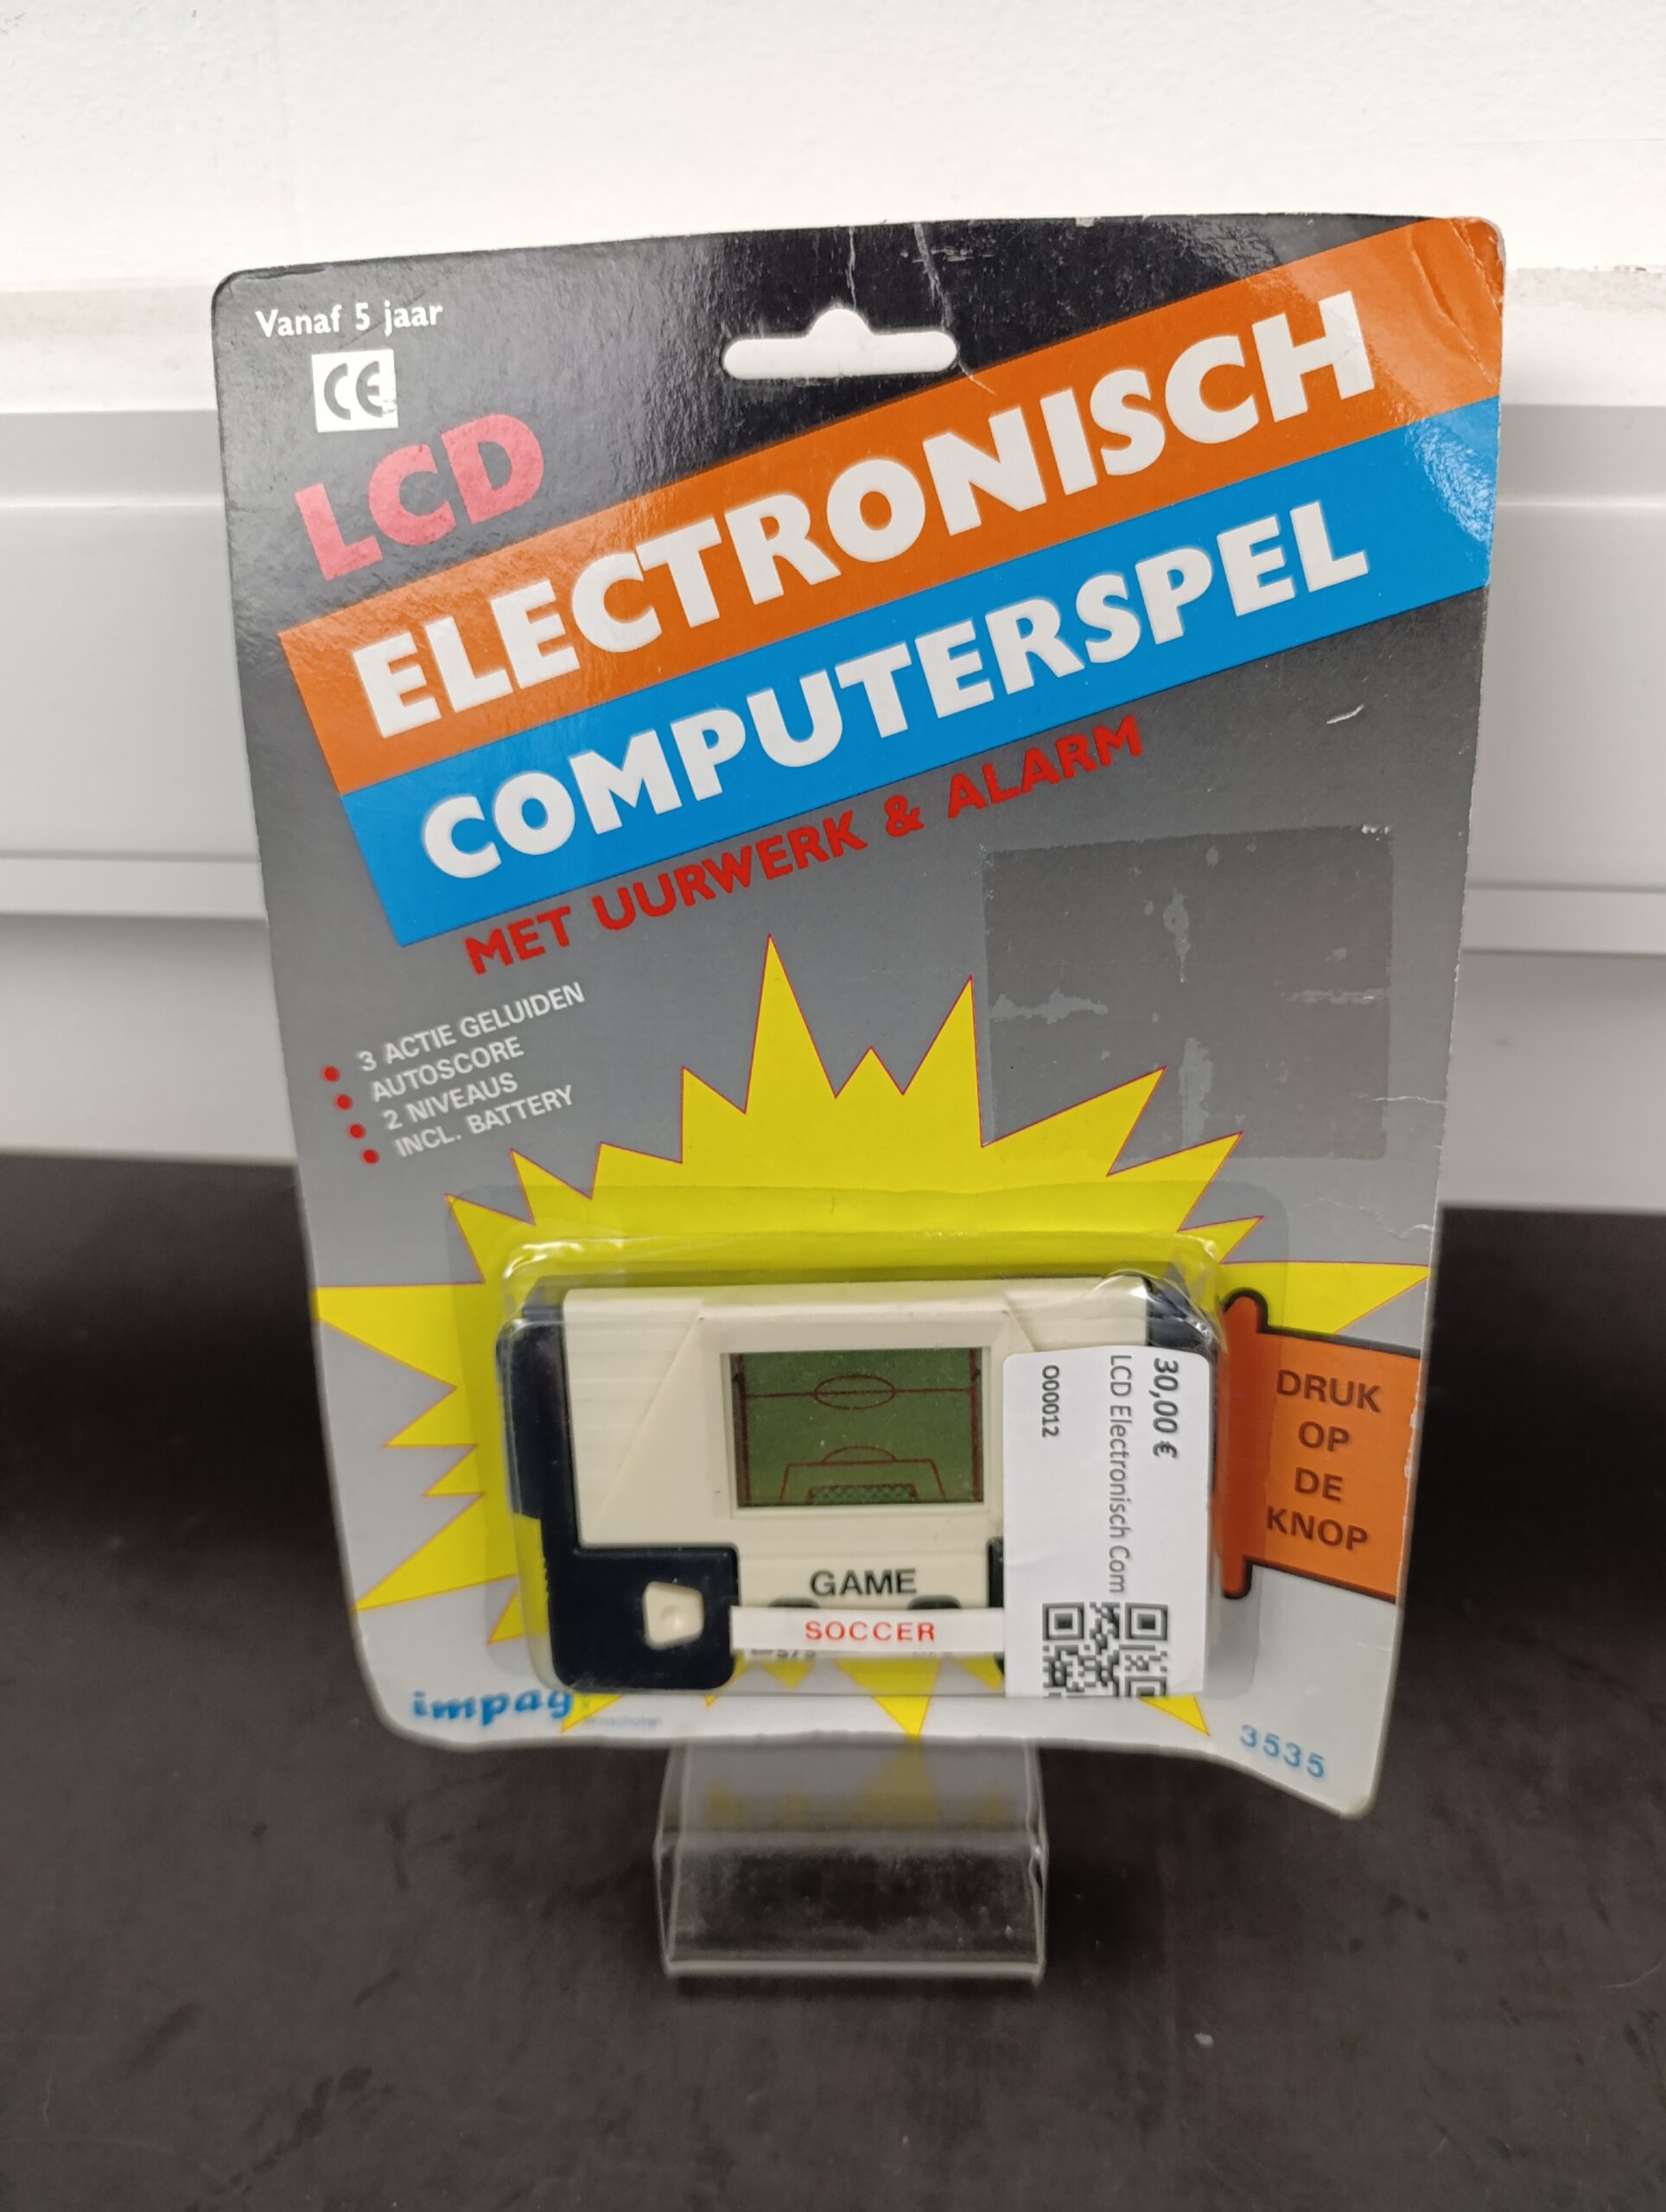 Vanaf 5 jaar
CE
LCD
ELECTRONISCH
COMPUTERSPEL
MET UURWERK & ALARM
3 ACTIE GELUIDEN
AUTOSCORE
2 NIVEAUS
INCL. BATTERY
30,00 €
LCD Electronisch Com
000012
DRUK
OP
DE
KNOP
GAME
SOCCER
impag
3535